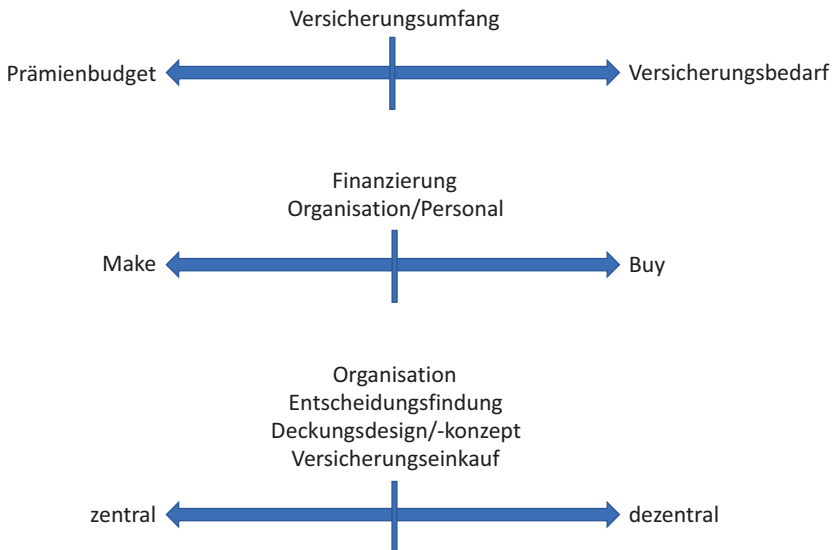 Versicherungsumfang
Prämienbudget
Versicherungsbedarf
Finanzierung
Organisation/Personal
Make
Buy
Organisation
Entscheidungsfindung
Deckungsdesign/-konzept
Versicherungseinkauf
zentral
dezentral